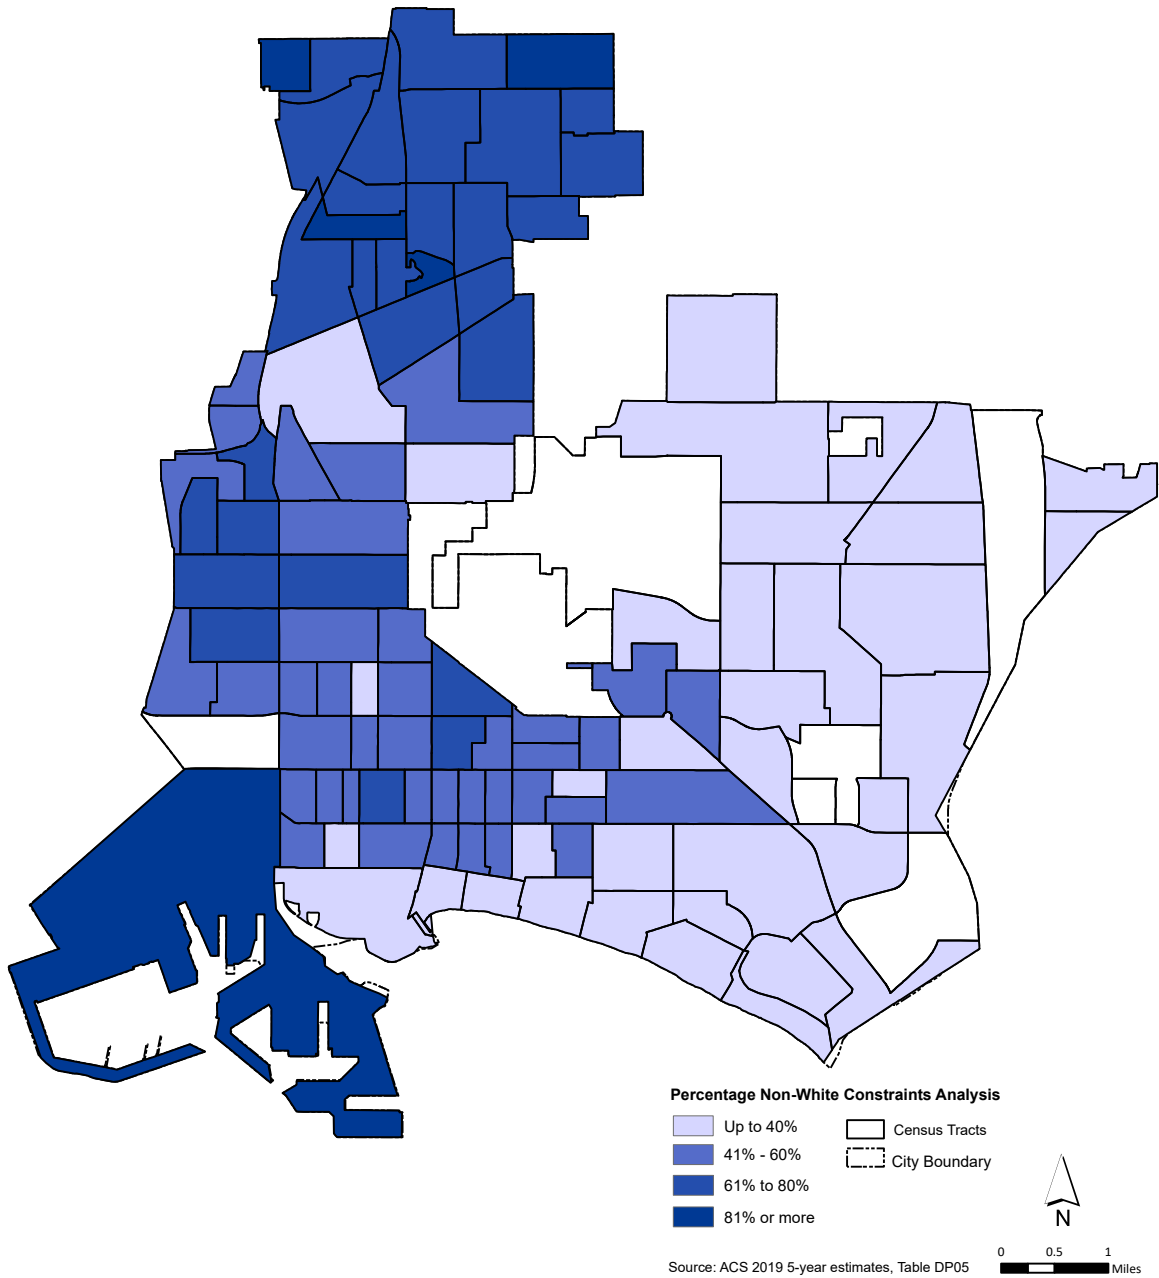 Percentage Non-White Constraints Analysis
Up to 40%
Census Tracts
41% - 60%
City Boundary
61% to 80%
81% or more
N
0 0.5 1
Miles
Source: ACS 2019 5-year estimates, Table DP05